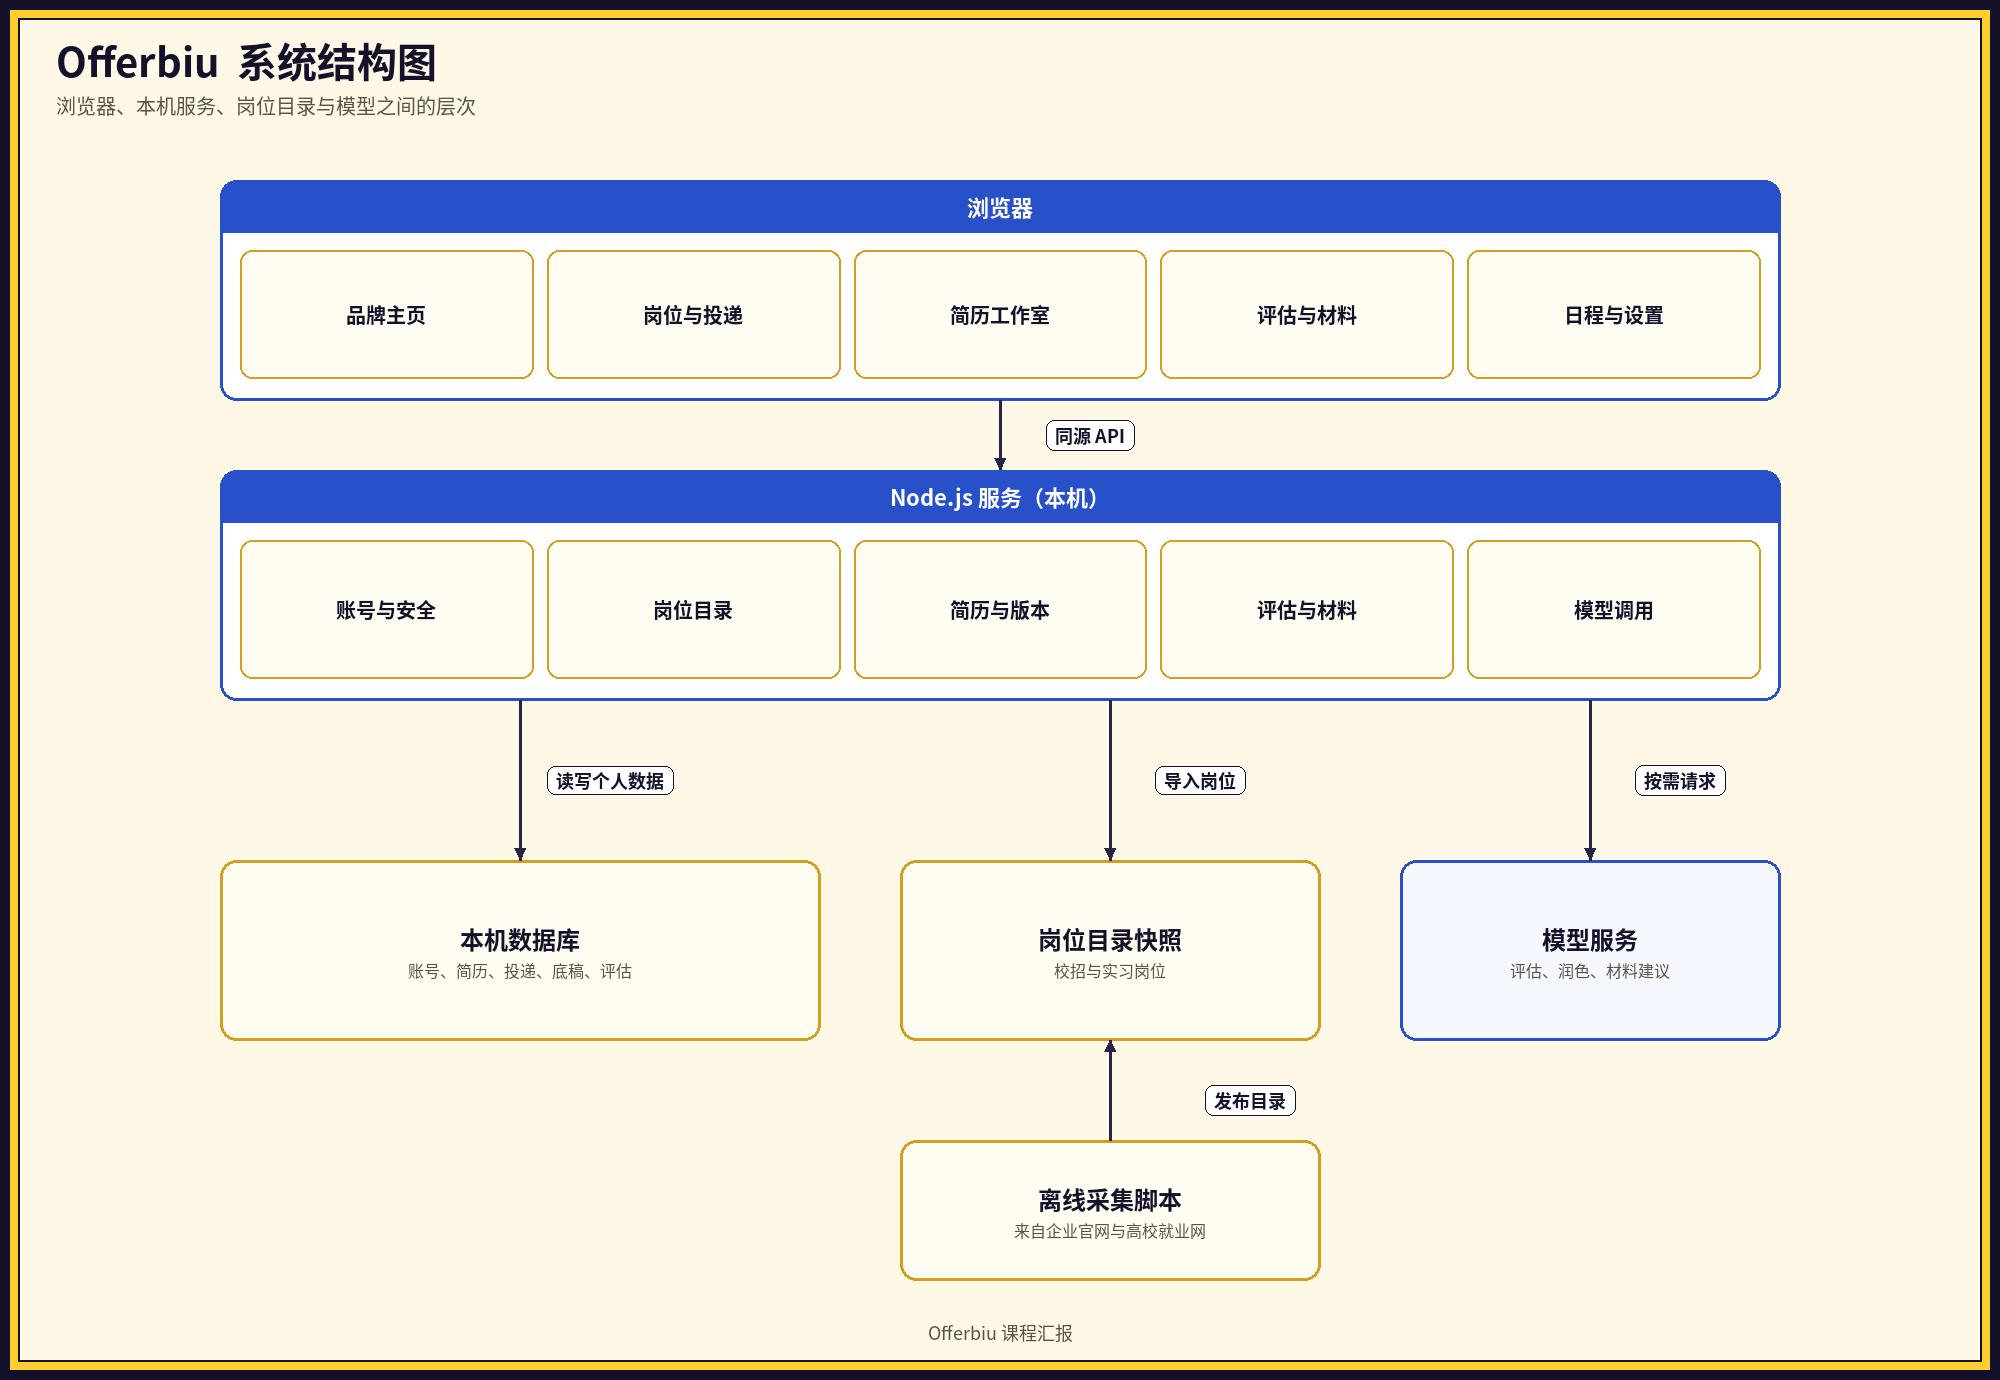 Offerbiu 系统结构图
浏览器、本机服务、岗位目录与模型之间的层次
浏览器
品牌主页
岗位与投递
简历工作室
评估与材料
日程与设置
同源 API
Node.js 服务（本机）
账号与安全
岗位目录
简历与版本
评估与材料
模型调用
读写个人数据
导入岗位
按需请求
本机数据库
账号、简历、投递、底稿、评估
岗位目录快照
校招与实习岗位
模型服务
评估、润色、材料建议
发布目录
离线采集脚本
来自企业官网与高校就业网
Offerbiu 课程汇报